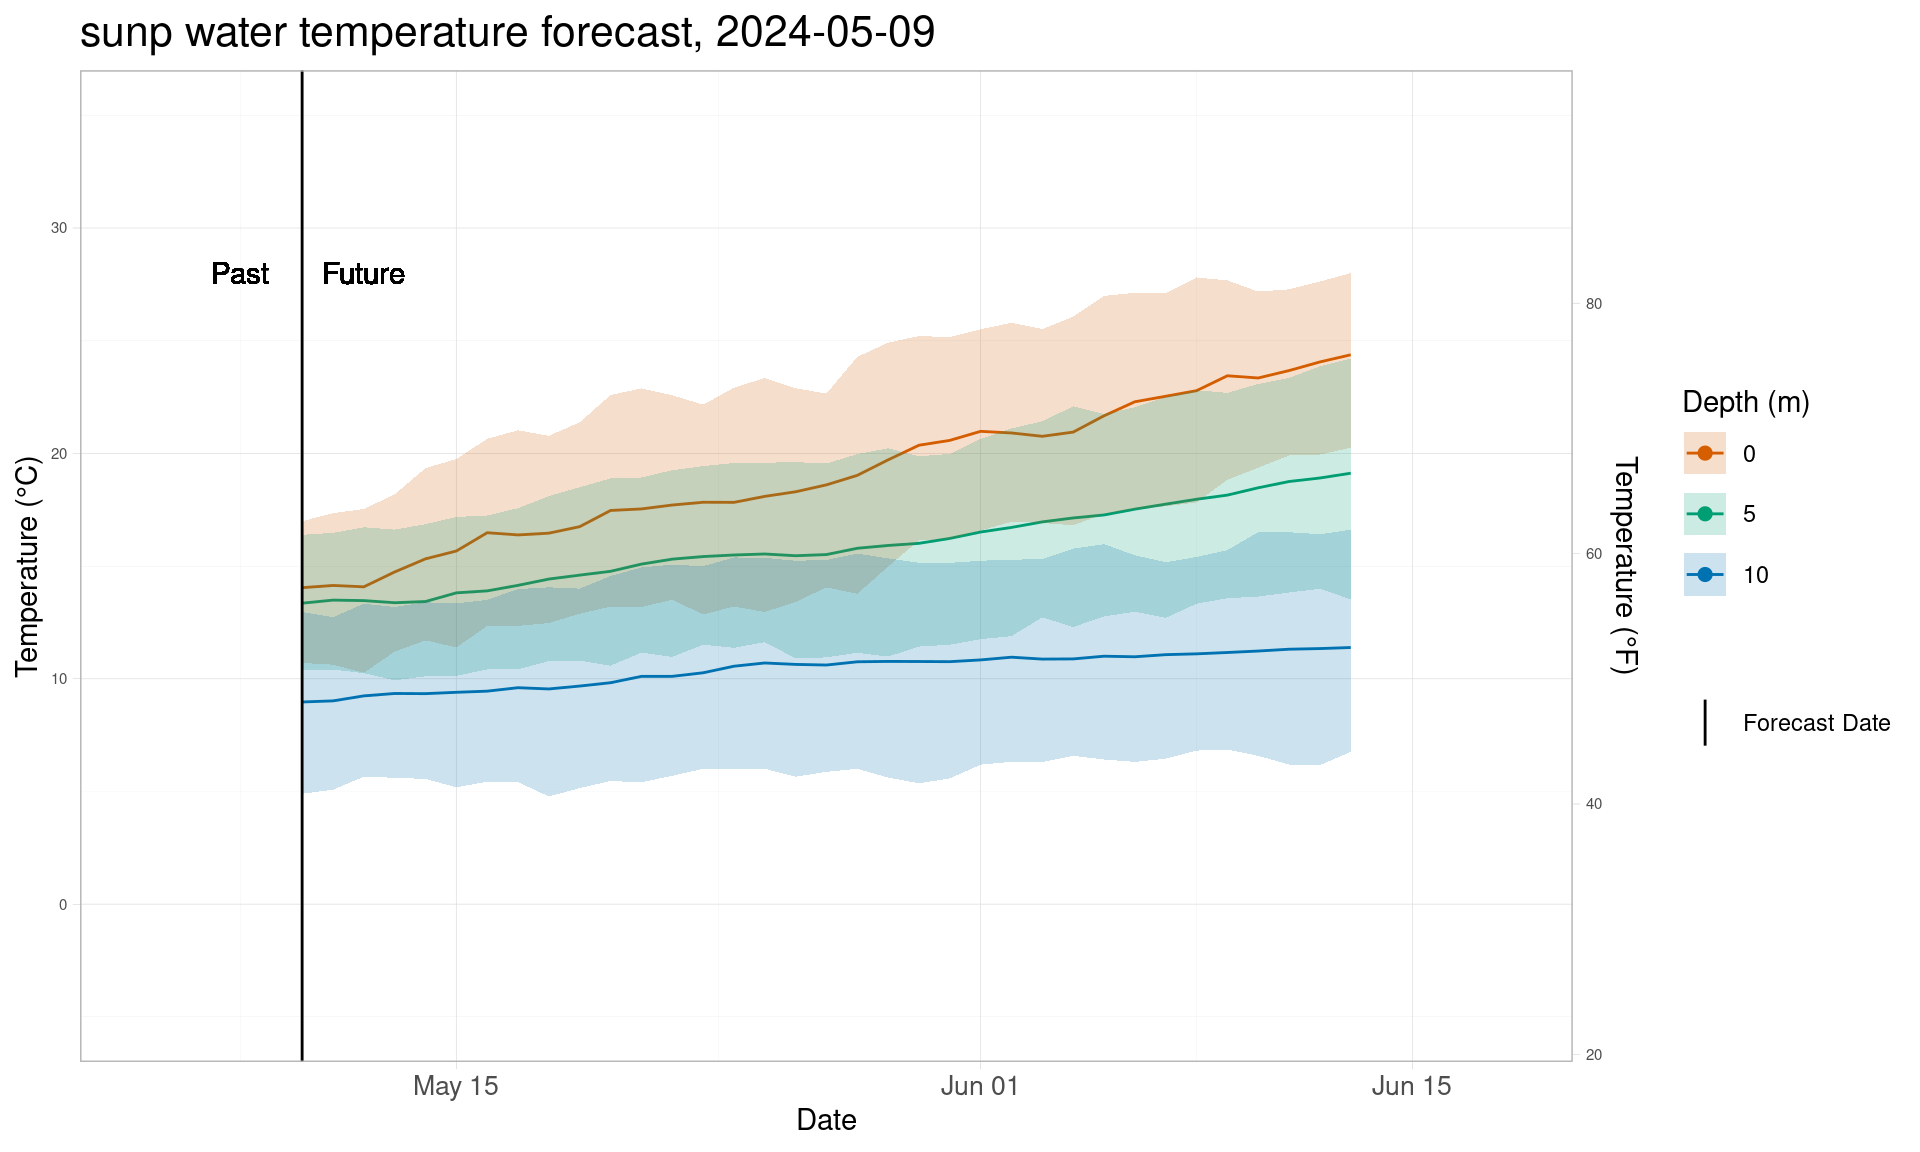 sunp water temperature forecast, 2024-05-09
Temperature (°C)
30
20
10
0
Past
Future
80
60
40
20
Temperature (°F)
May 15
Jun 01
Jun 15
Date
Depth (m)
0
5
10
Forecast Date